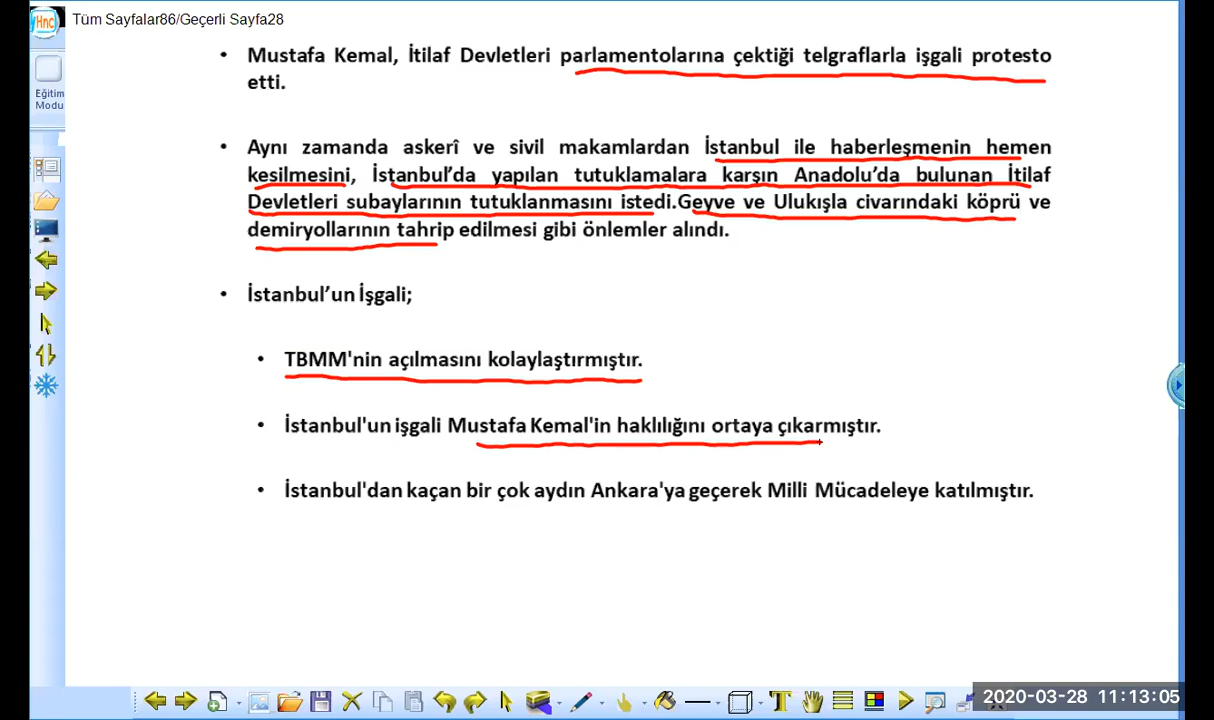 Hnc
Tüm Sayfalar86/Geçerli Sayfa28
Eğitim
Modu
• Mustafa Kemal, İtilaf Devletleri parlamentolarına çektiği telgraflarla işgali protesto
etti.
• Aynı zamanda askerî ve sivil makamlardan İstanbul ile haberleşmenin hemen
kesilmesini, İstanbul’da yapılan tutuklamalara karşın Anadolu’da bulunan İtilaf
Devletleri subaylarının tutuklanmasını istedi.Geyve ve Ulukışla civarındaki köprü ve
demiryollarının tahrip edilmesi gibi önlemler alındı.
• İstanbul’un İşgali;
• TBMM'nin açılmasını kolaylaştırmıştır.
• İstanbul'un işgali Mustafa Kemal'in haklılığını ortaya çıkarmıştır.
• İstanbul'dan kaçan bir çok aydın Ankara'ya geçerek Milli Mücadeleye katılmıştır.
2020-03-28 11:13:05